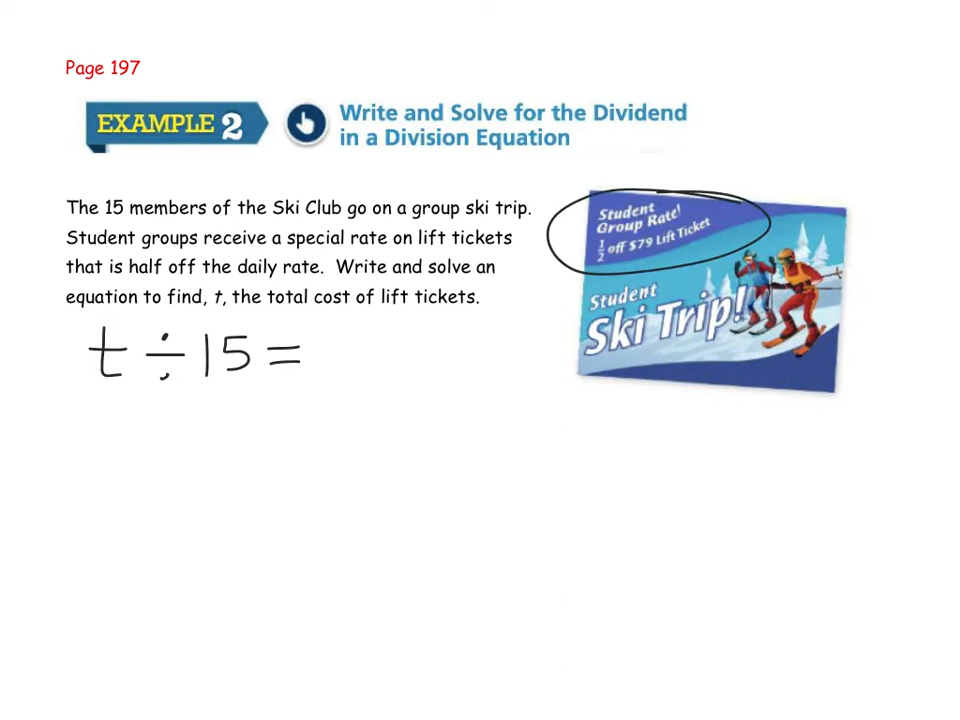 Page 197
EXAMPLE 2
Write and Solve for the Dividend
in a Division Equation
The 15 members of the Ski Club go on a group ski trip.
Student groups receive a special rate on lift tickets
that is half off the daily rate. Write and solve an
equation to find, t, the total cost of lift tickets.
t ÷ 15 =
Student
Group Rate!
1/2 off $79 Lift Ticket
Student
Ski Trip!